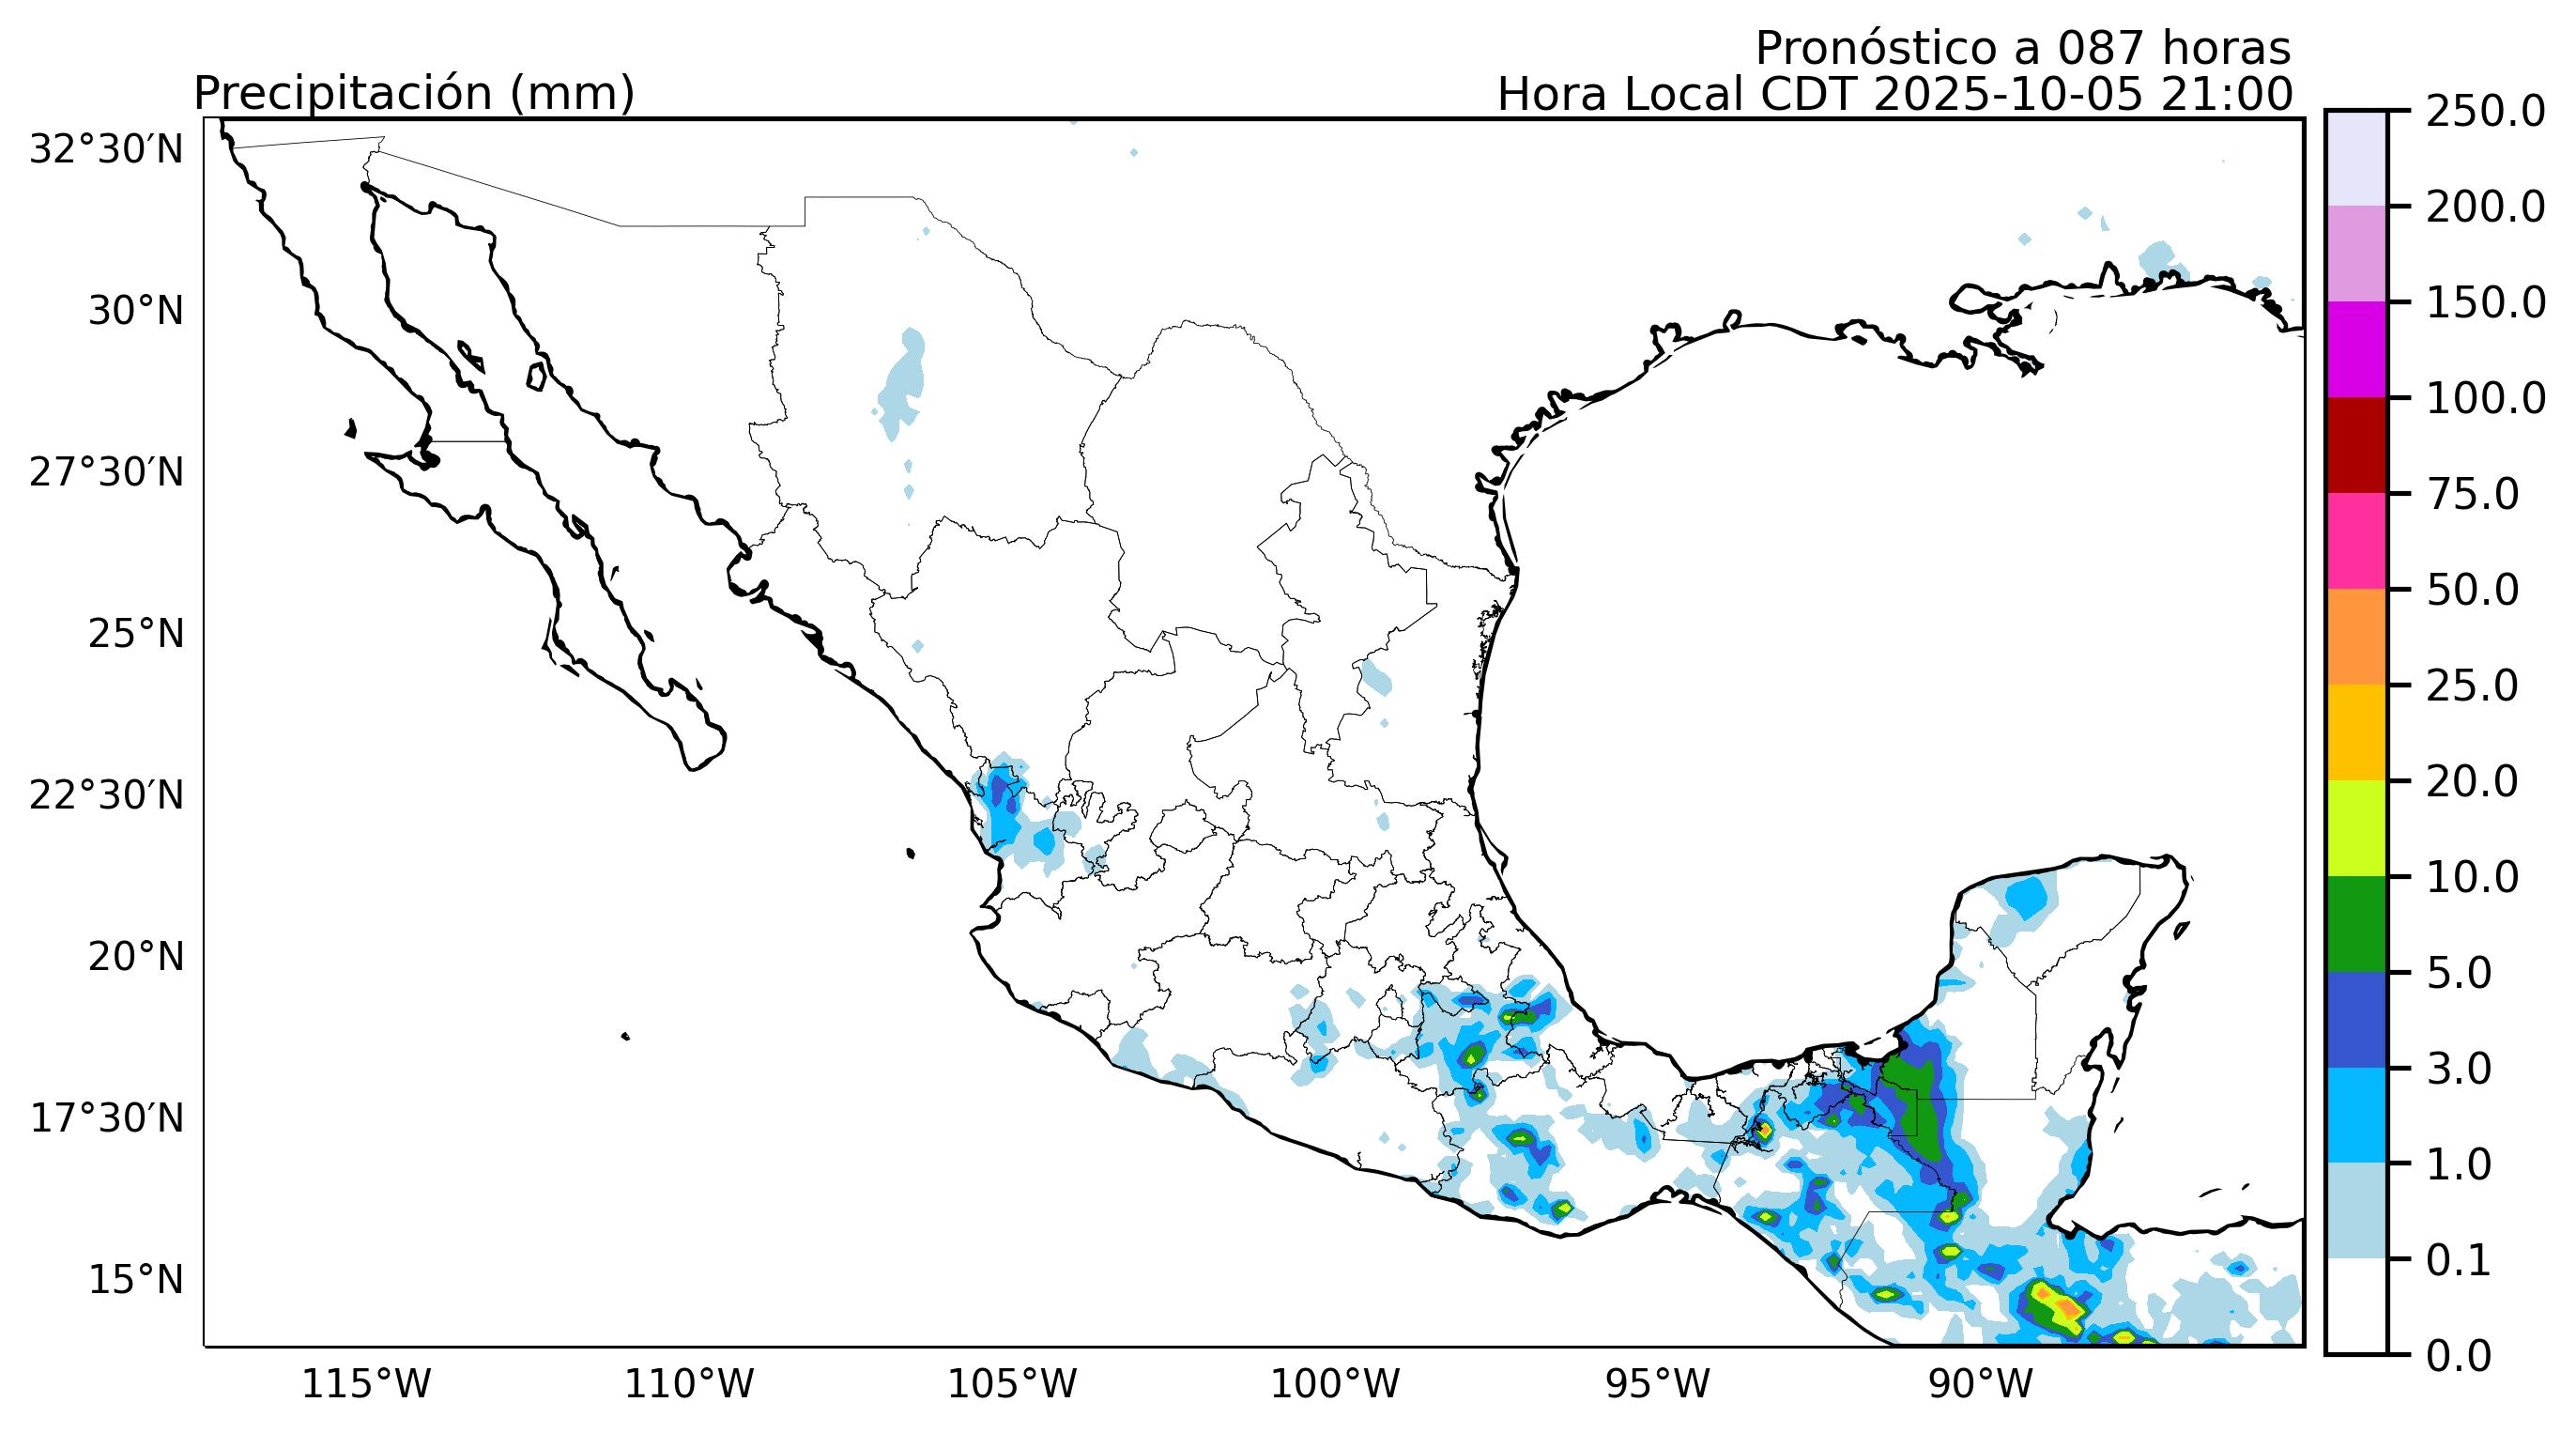 Pronóstico a 087 horas
Precipitación (mm)
Hora Local CDT 2025-10-05 21:00
32°30′N
30°N
27°30′N
25°N
22°30′N
20°N
17°30′N
15°N
115°W
110°W
105°W
100°W
95°W
90°W
250.0
200.0
150.0
100.0
75.0
50.0
25.0
20.0
10.0
5.0
3.0
1.0
0.1
0.0